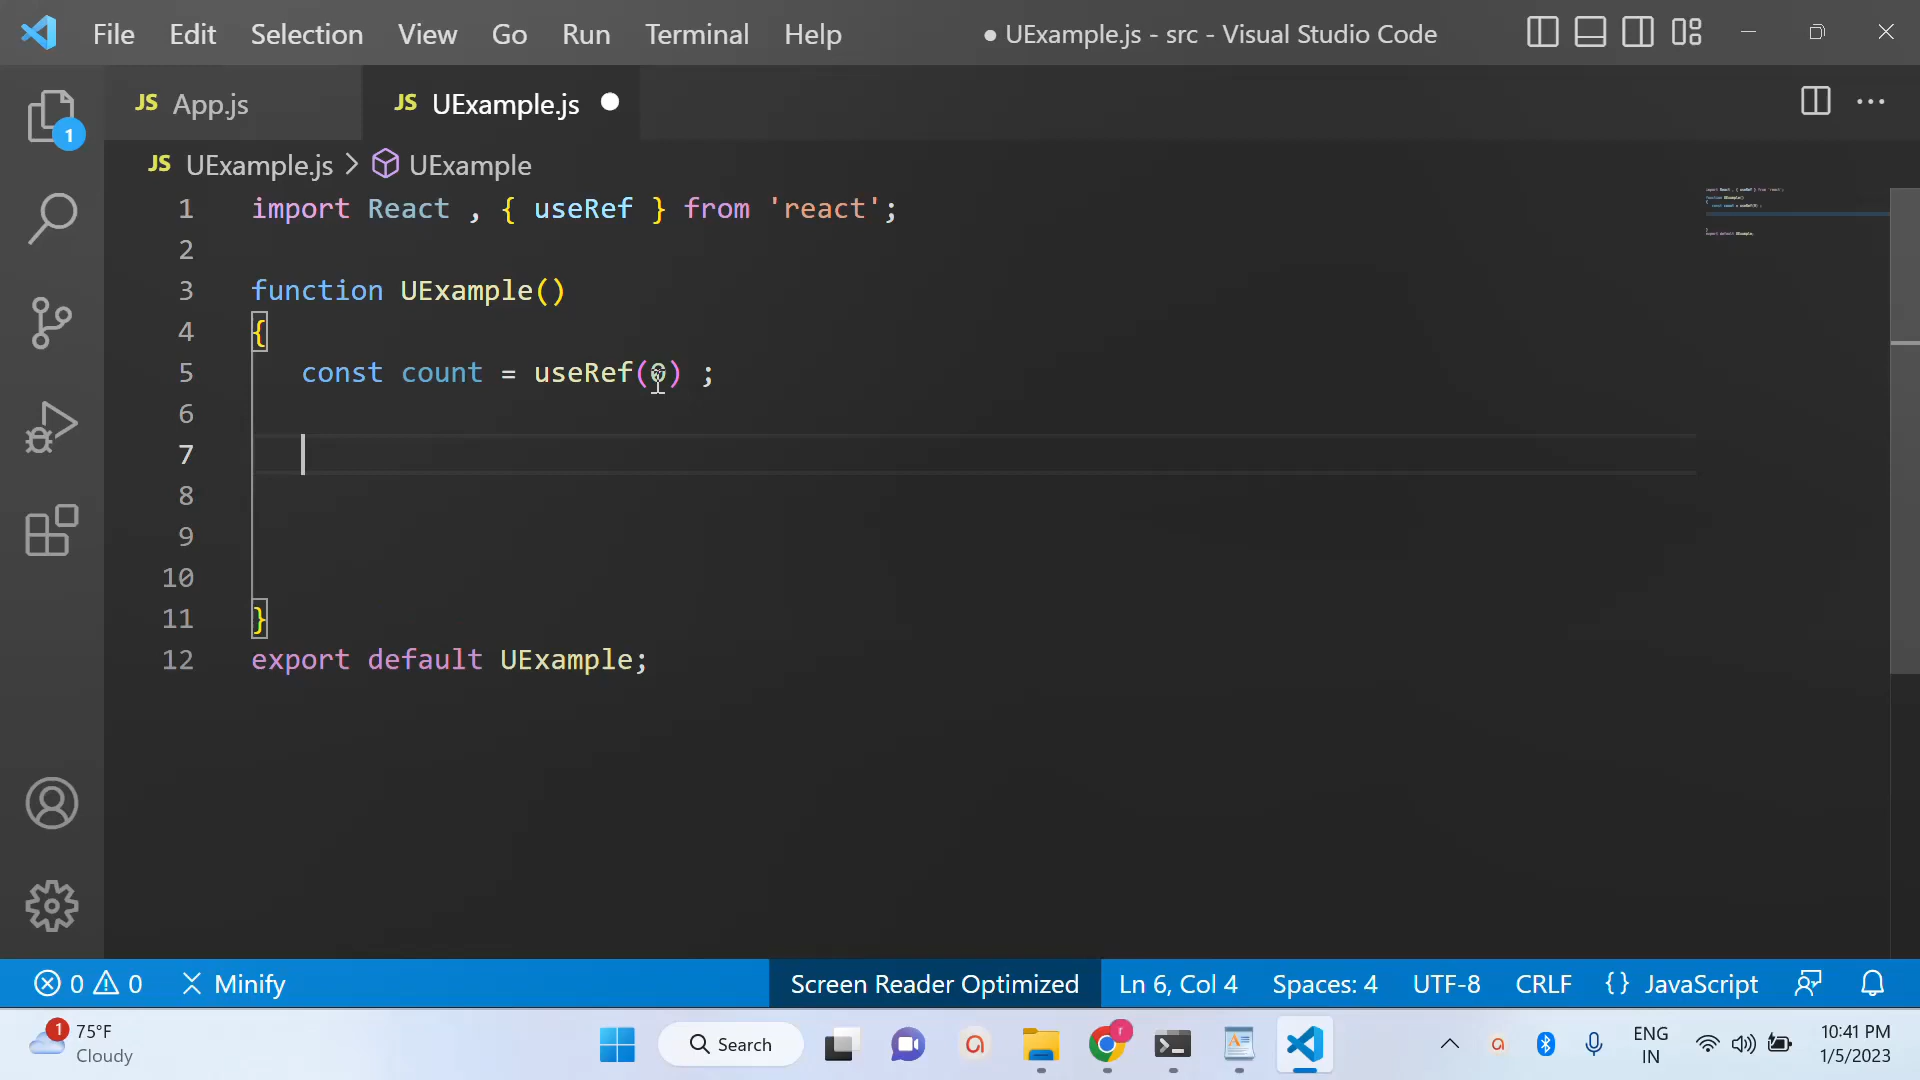 File Edit Selection View Go Run Terminal Help ● UExample.js - src - Visual Studio Code
JS App.js JS UExample.js
JS UExample.js > UExample
1 import React , { useRef } from 'react';
2
3 function UExample()
4 {
5 const count = useRef(0) ;
6
7
8
9
10
11 }
12 export default UExample;
1
0 0 Minify Screen Reader Optimized Ln 6, Col 4 Spaces: 4 UTF-8 CRLF {} JavaScript
1 75°F
Cloudy
Search
r
ENG
IN
10:41 PM
1/5/2023